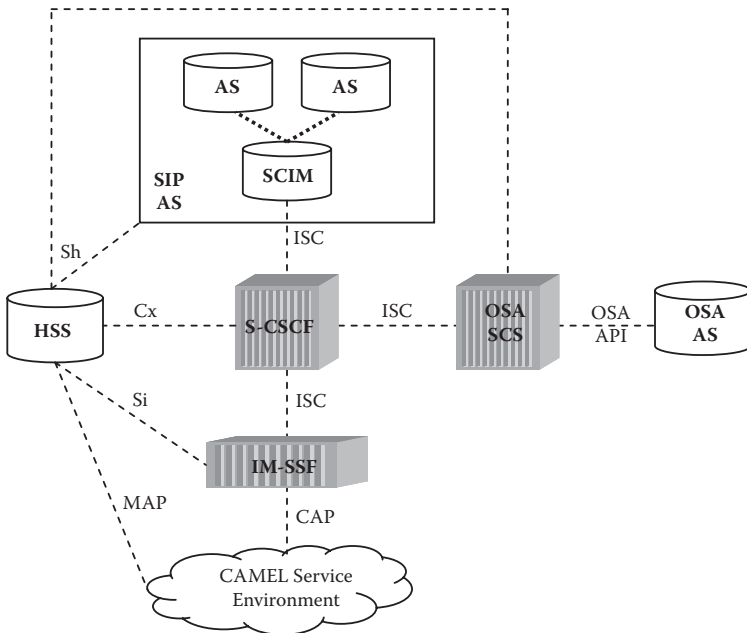 AS
AS
SCIM
SIP
AS
ISC
Sh
HSS
Cx
S-CSCF
ISC
OSA
SCS
OSA
API
OSA
AS
ISC
Si
IM-SSF
MAP
CAP
CAMEL Service
Environment